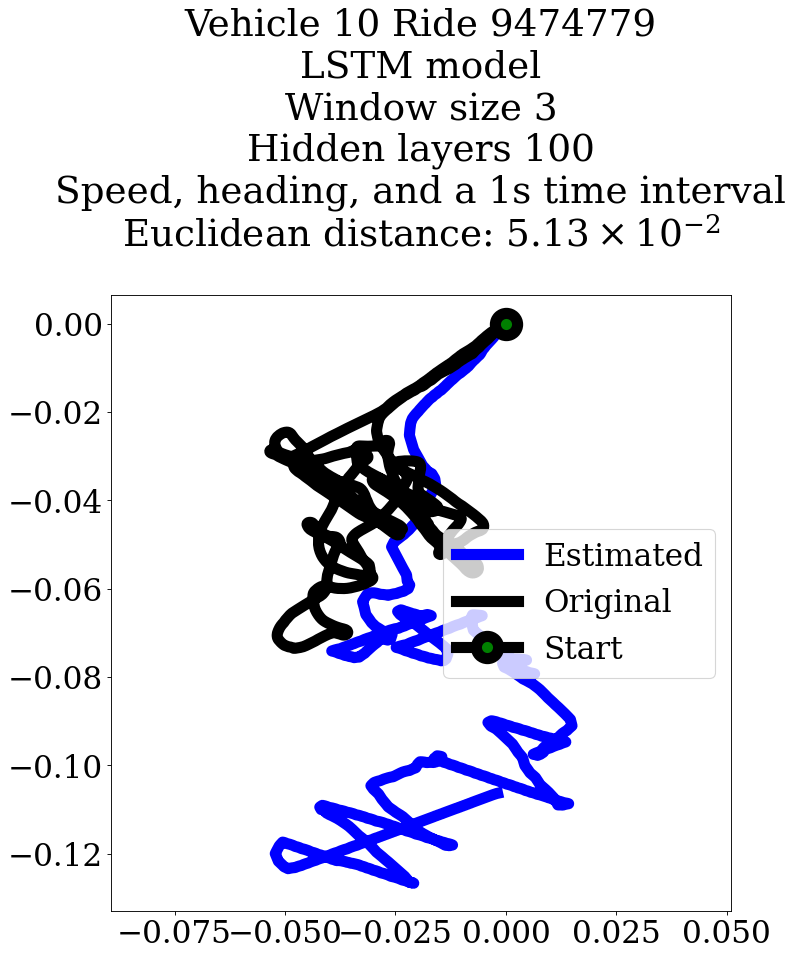 Vehicle 10 Ride 9474779
LSTM model
Window size 3
Hidden layers 100
Speed, heading, and a 1s time interval
Euclidean distance: 5.13 × 10⁻²
0.00
−0.02
−0.04
−0.06
−0.08
−0.10
−0.12
Estimated
Original
Start
−0.075 −0.050 −0.025 0.000 0.025 0.050